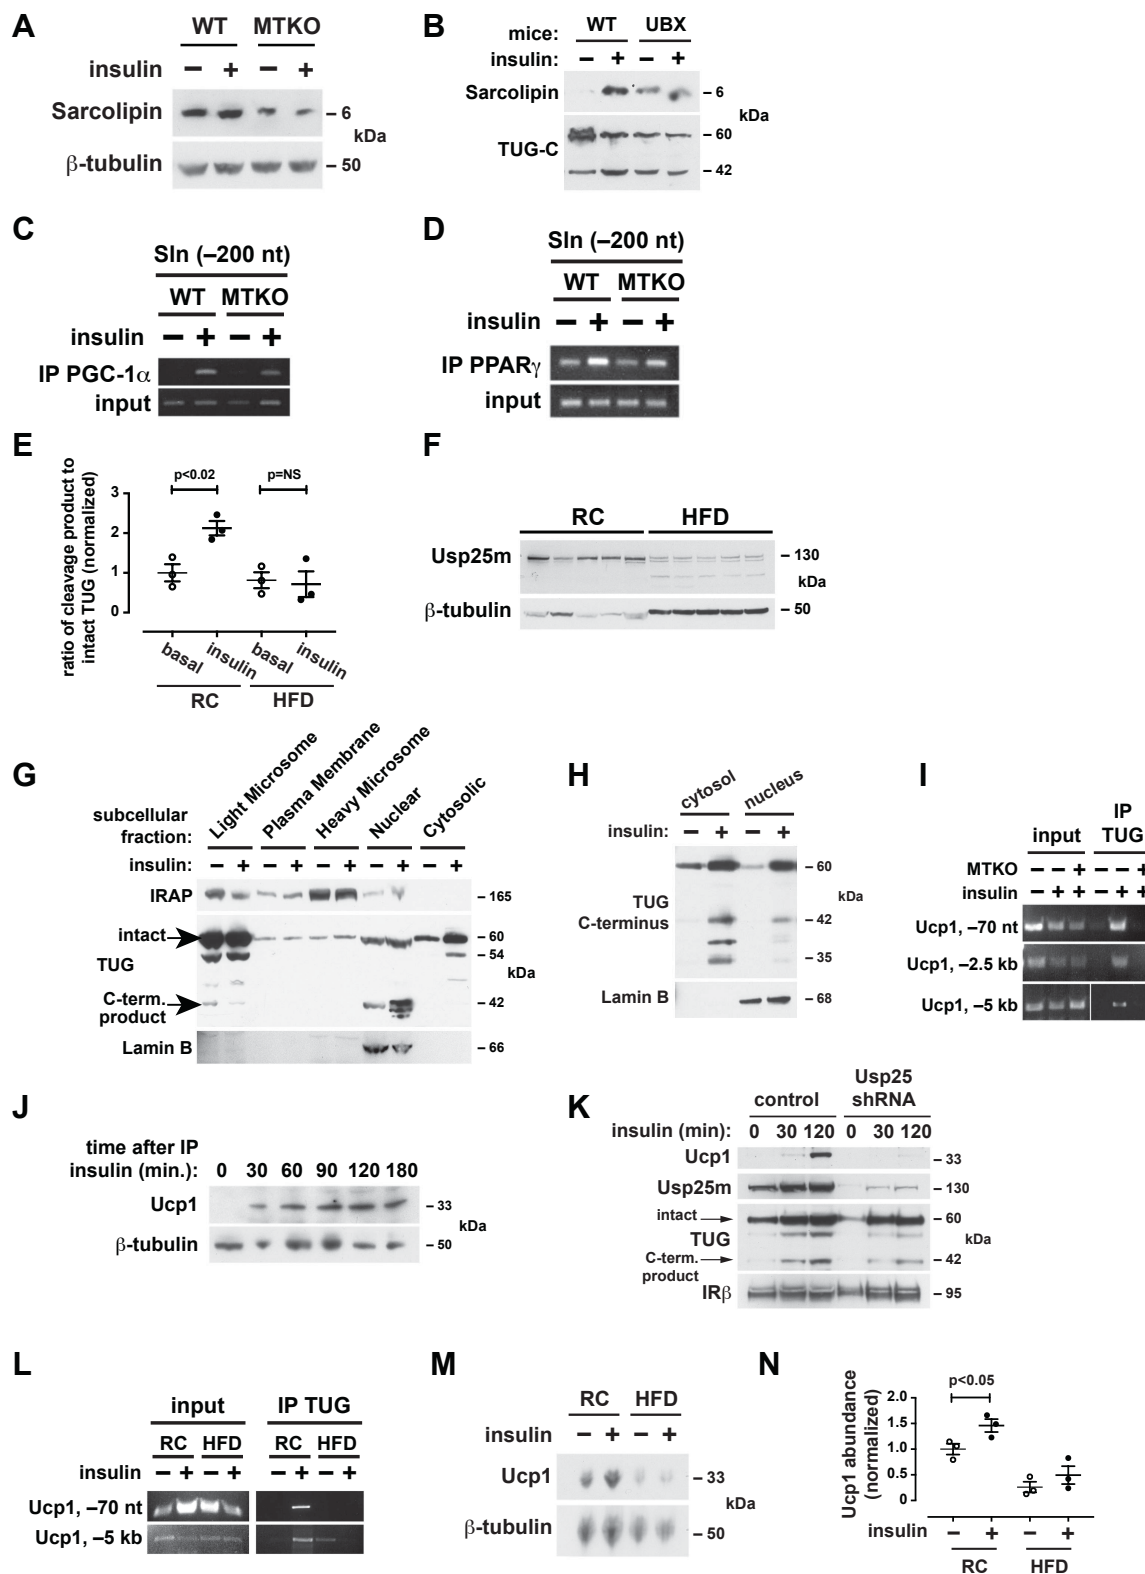 A
WT MTKO
insulin – + – +
Sarcolipin – 6
kDa
β-tubulin – 50
B
mice: WT UBX
insulin: – + – +
Sarcolipin – 6
kDa
TUG-C – 60
– 42
C
Sln (–200 nt)
WT MTKO
insulin – + – +
IP PGC-1α
input
D
Sln (–200 nt)
WT MTKO
insulin – + – +
IP PPARγ
input
E
ratio of cleavage product to
intact TUG (normalized)
p<0.02 p=NS
3
2
1
0
basal insulin basal insulin
RC HFD
F
RC HFD
Usp25m – 130
kDa
β-tubulin – 50
G
subcellular
fraction:
Light Microsome
Plasma Membrane
Heavy Microsome
Nuclear
Cytosolic
insulin: – + – + – + – + – +
IRAP – 165
intact – 60
TUG – 54
kDa
C-term.
product – 42
Lamin B – 66
H
cytosol nucleus
insulin: – + – +
– 60
TUG
C-terminus
kDa
– 42
– 35
Lamin B – 68
I
input IP
TUG
MTKO – – + – – +
insulin – + + – + +
Ucp1, –70 nt
Ucp1, –2.5 kb
Ucp1, –5 kb
J
time after IP
insulin (min.): 0 30 60 90 120 180
Ucp1 – 33
kDa
β-tubulin – 50
K
control Usp25
shRNA
insulin (min): 0 30 120 0 30 120
Ucp1 – 33
Usp25m – 130
intact – 60
TUG kDa
C-term.
product – 42
IRβ – 95
L
input IP TUG
RC HFD RC HFD
insulin – + – + – + – +
Ucp1, –70 nt
Ucp1, –5 kb
M
RC HFD
insulin – + – +
Ucp1 – 33
kDa
β-tubulin – 50
N
Ucp1 abundance
(normalized)
p<0.05
2.0
1.5
1.0
0.5
0
insulin – + – +
RC HFD